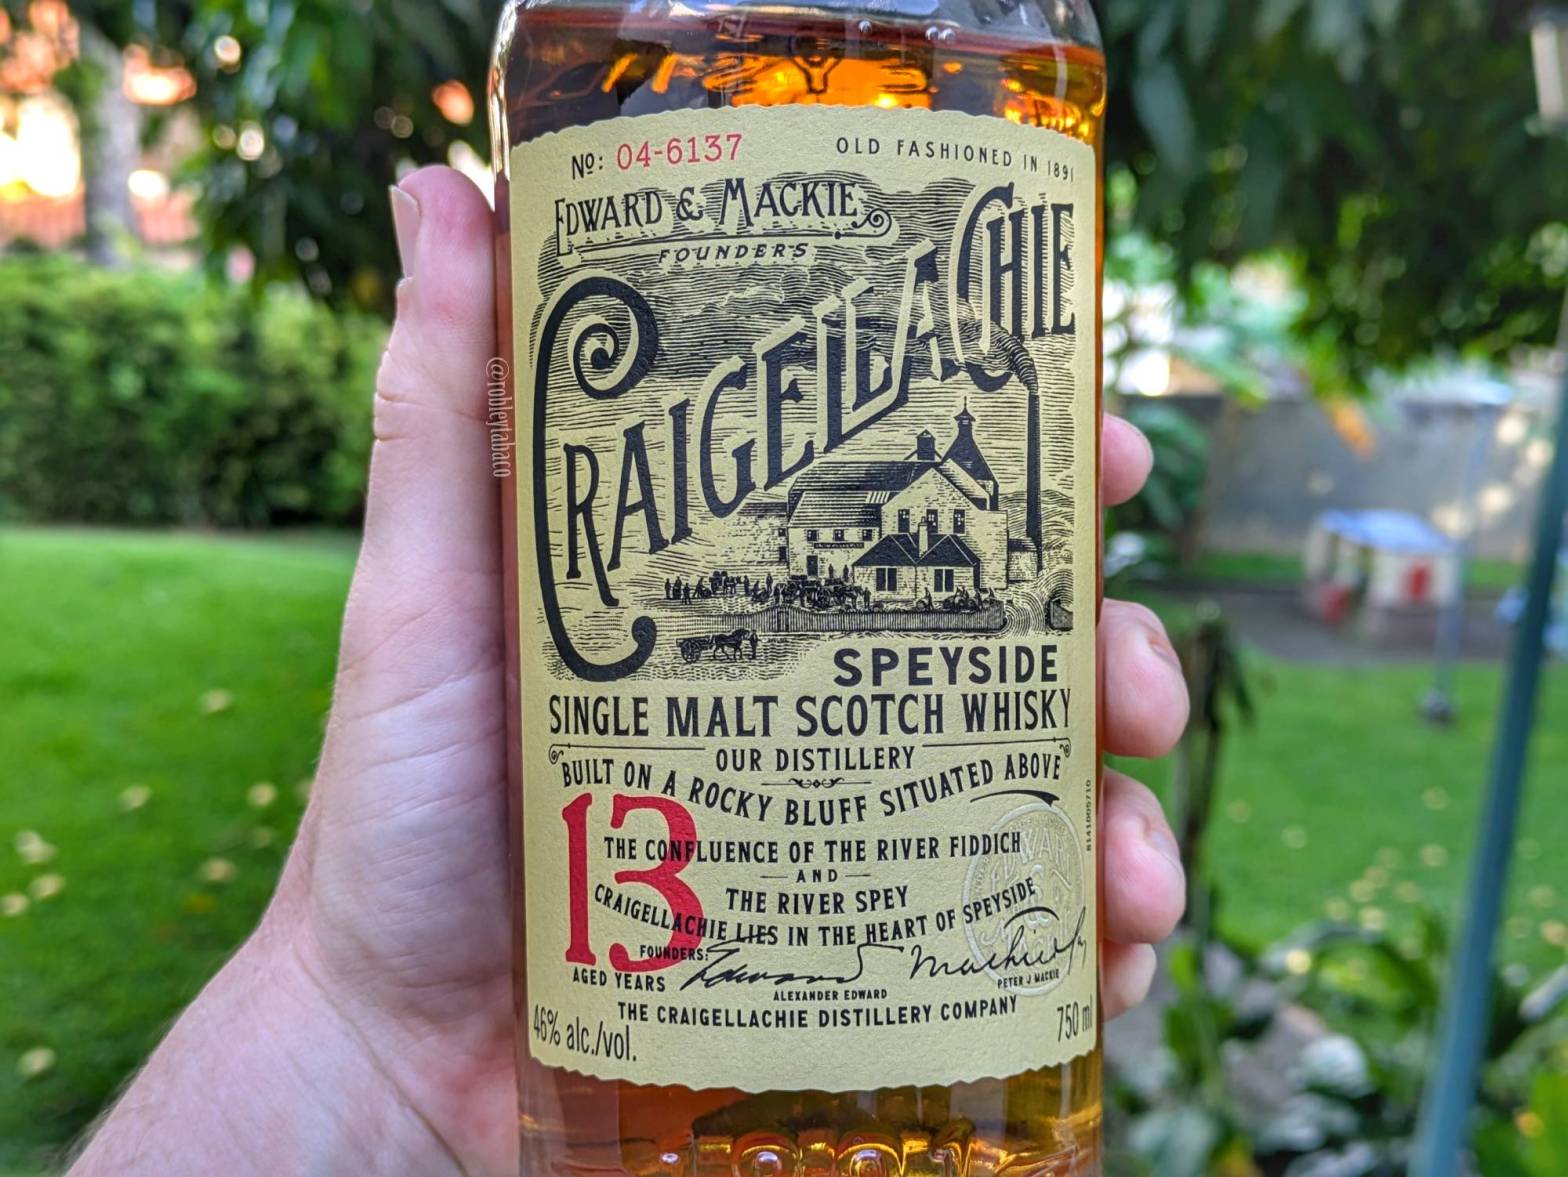 Nº: 04-6137
OLD FASHIONED IN 1891
EDWARD & MACKIE
FOUNDERS
CRAIGELLACHIE
@notleylabco
SPEYSIDE
SINGLE MALT SCOTCH WHISKY
OUR DISTILLERY
BUILT ON A ROCKY BLUFF SITUATED ABOVE
13
THE CONFLUENCE OF THE RIVER FIDDICH
AND
THE RIVER SPEY
CRAIGELLACHIE LIES IN THE HEART OF SPEYSIDE
FOUNDERS:
AGED YEARS
ALEXANDER EDWARD
PETER J. MACKIE
THE CRAIGELLACHIE DISTILLERY COMPANY
46% alc./vol.
750 ml